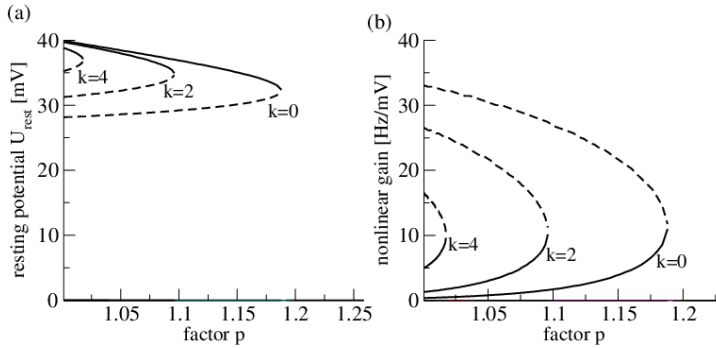 (a)
resting potential U_rest [mV]
40
30
20
10
0
k=4
k=2
k=0
1.05
1.1
1.15
1.2
1.25
factor p
(b)
nonlinear gain [Hz/mV]
40
30
20
10
0
k=4
k=2
k=0
1.05
1.1
1.15
1.2
factor p